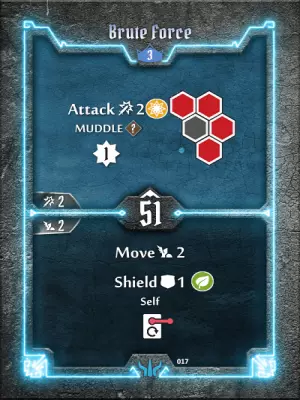 Brute Force
3
Attack 2
MUDDLE ?
1
2
51
2
Move 2
Shield 1
Self
017